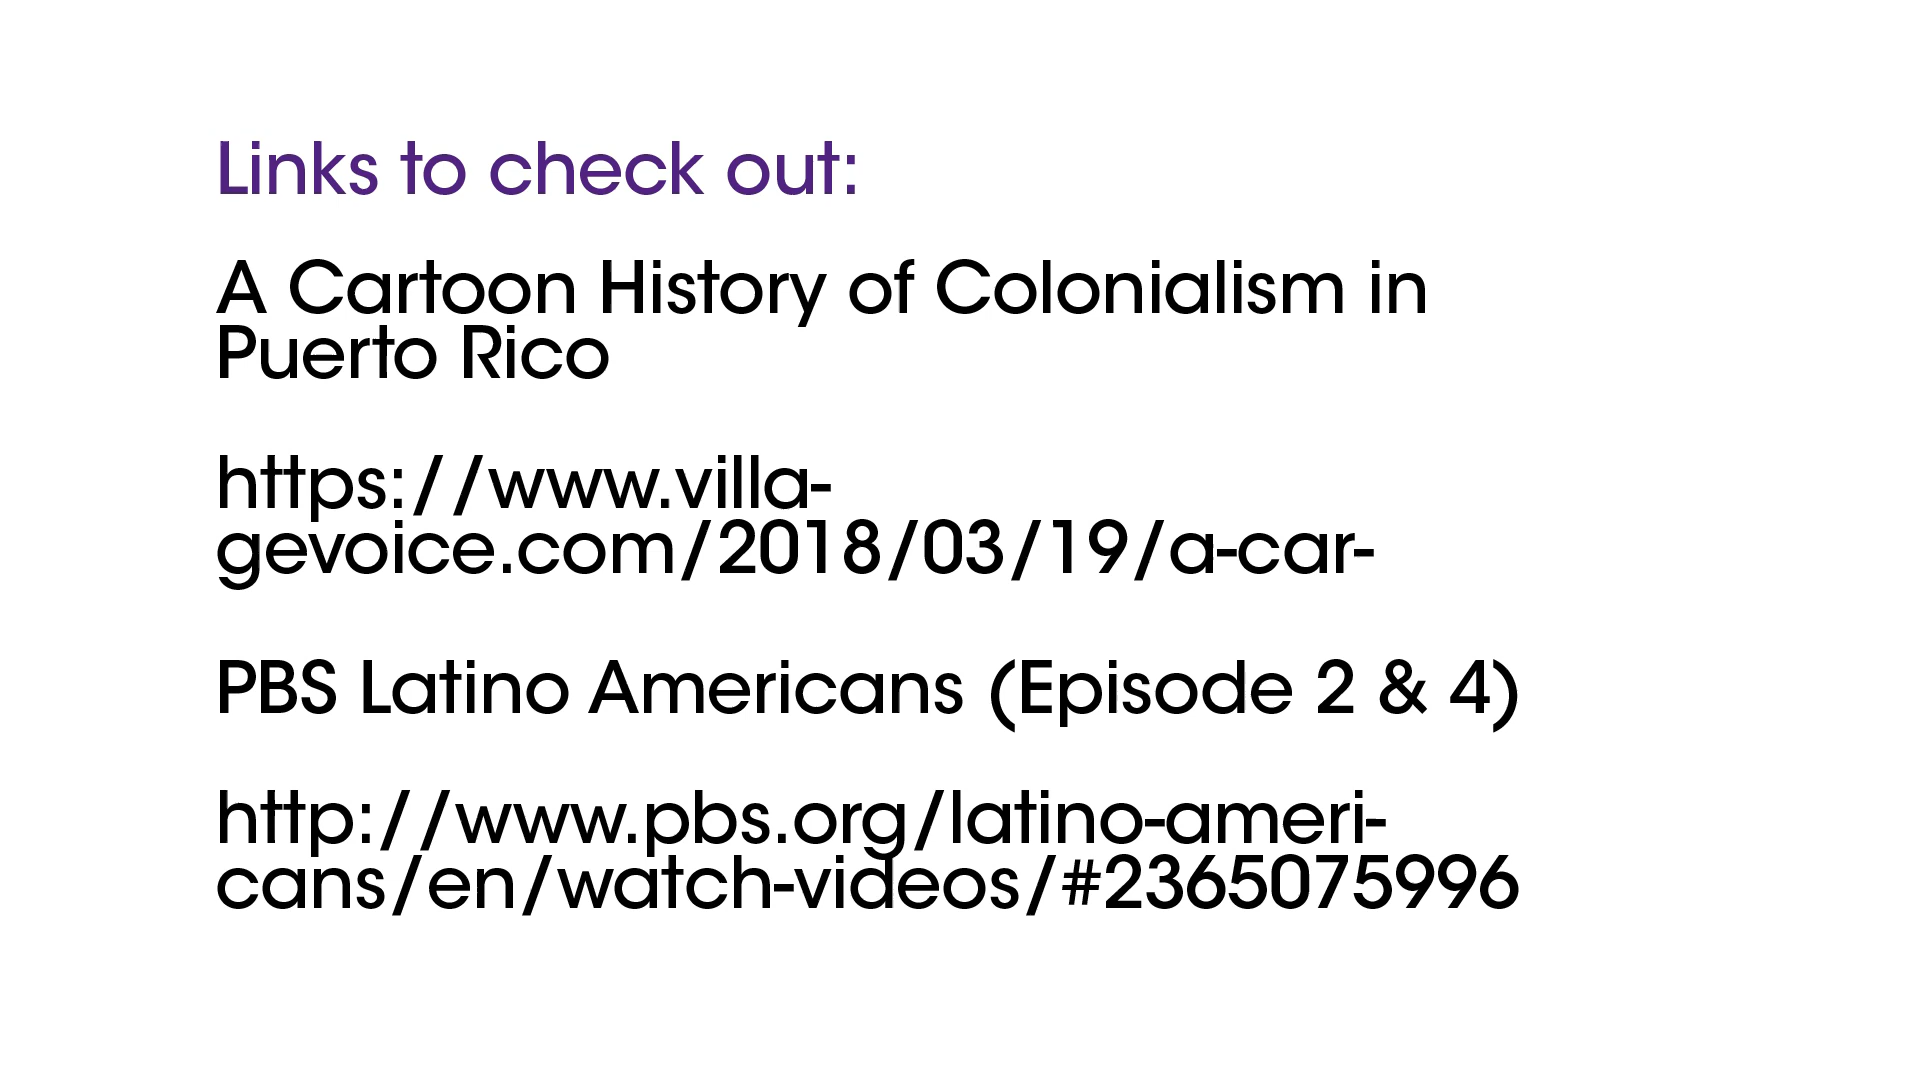 Links to check out:
A Cartoon History of Colonialism in
Puerto Rico
https://www.villa-
gevoice.com/2018/03/19/a-car-
PBS Latino Americans (Episode 2 & 4)
http://www.pbs.org/latino-ameri-
cans/en/watch-videos/#2365075996